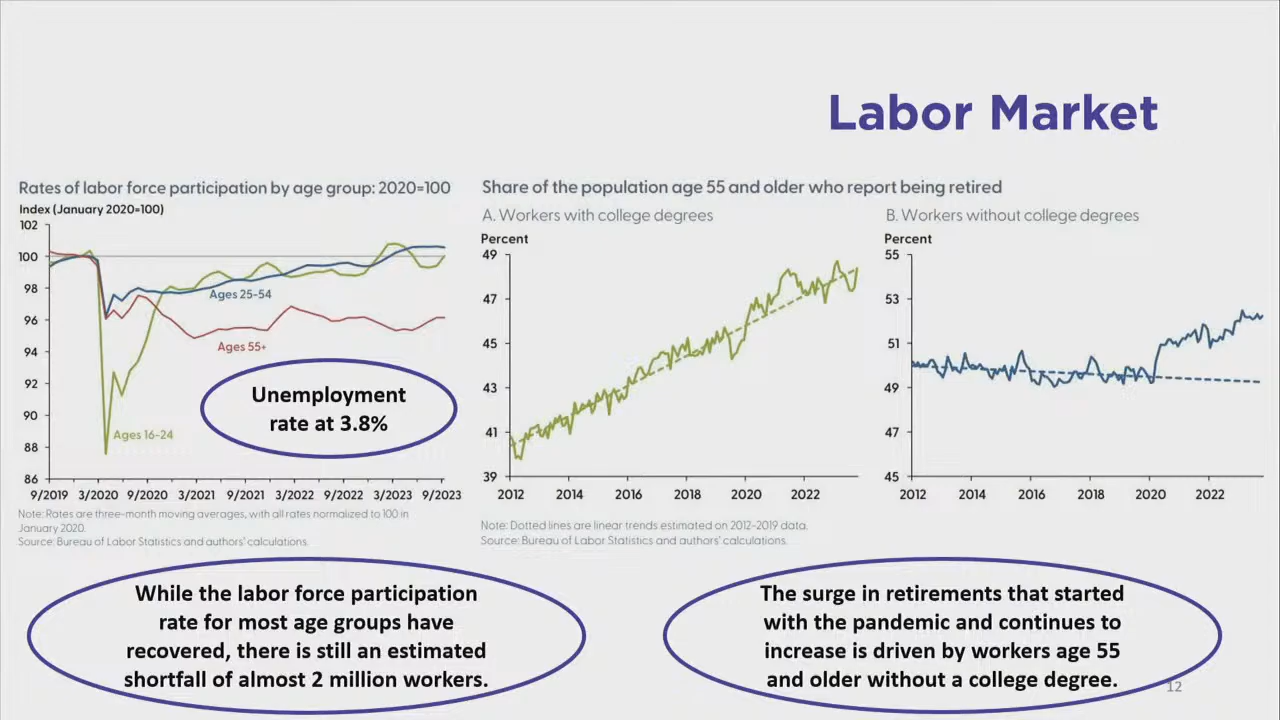 Labor Market
Rates of labor force participation by age group: 2020=100
Index (January 2020=100)
102
100
98
96
94
92
90
88
86
Ages 25-54
Ages 55+
Ages 16-24
9/2019 3/2020 9/2020 3/2021 9/2021 3/2022 9/2022 3/2023 9/2023
Note: Rates are three-month moving averages, with all rates normalized to 100 in
January 2020.
Source: Bureau of Labor Statistics and authors' calculations.
Unemployment
rate at 3.8%
Share of the population age 55 and older who report being retired
A. Workers with college degrees
Percent
49
47
45
43
41
39
2012 2014 2016 2018 2020 2022
B. Workers without college degrees
Percent
55
53
51
49
47
45
2012 2014 2016 2018 2020 2022
Note: Dotted lines are linear trends estimated on 2012-2019 data.
Source: Bureau of Labor Statistics and authors' calculations.
While the labor force participation
rate for most age groups have
recovered, there is still an estimated
shortfall of almost 2 million workers.
The surge in retirements that started
with the pandemic and continues to
increase is driven by workers age 55
and older without a college degree.
12